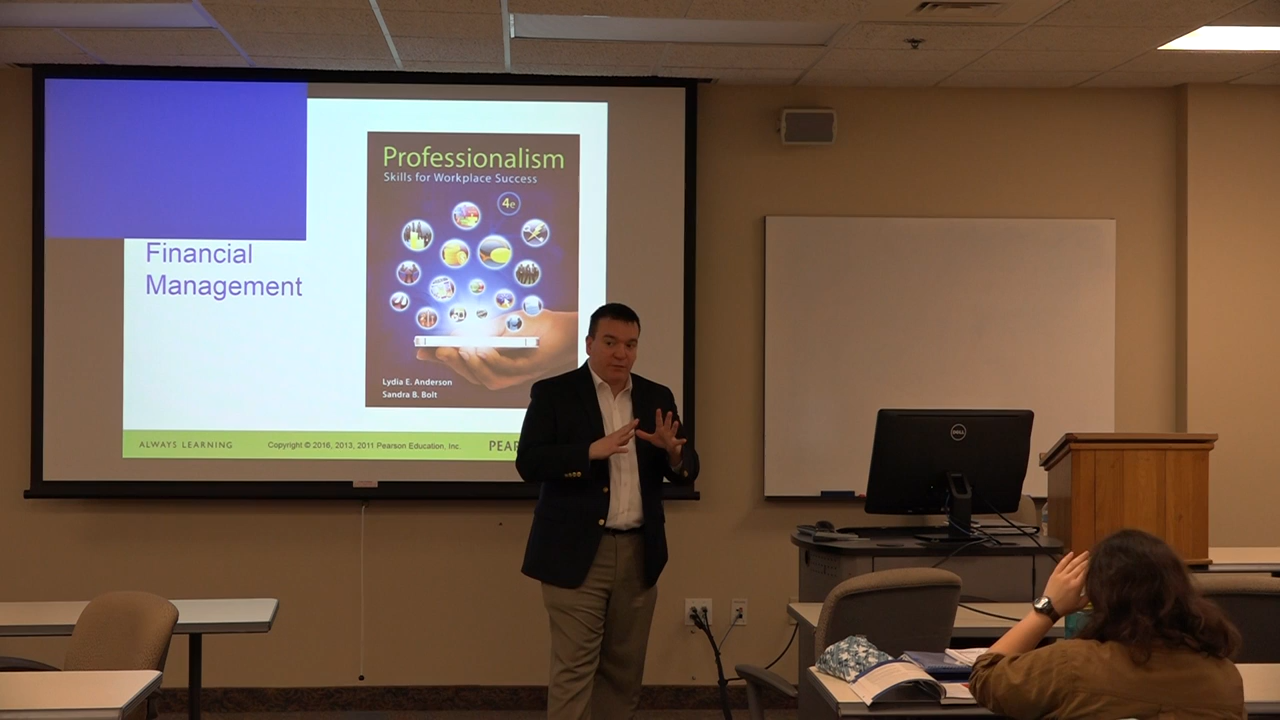 Professionalism
Skills for Workplace Success
4e
Financial
Management
Lydia E. Anderson
Sandra B. Bolt
ALWAYS LEARNING
Copyright © 2016, 2013, 2011 Pearson Education, Inc.
DELL